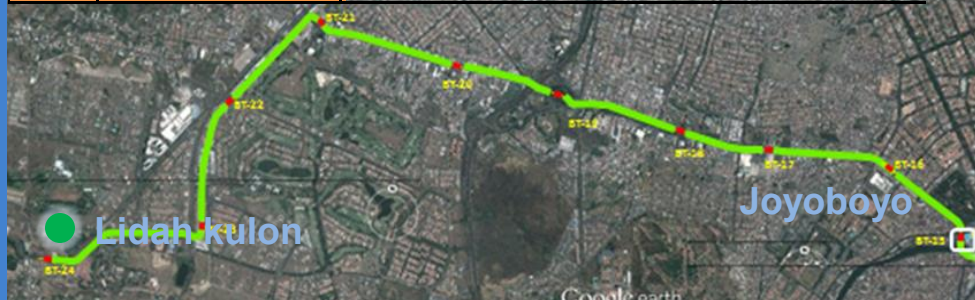 ST-21
ST-20
ST-22
ST-19
ST-18
ST-17
ST-16
Joyoboyo
Lidah kulon
ST-15
ST-24
Google earth